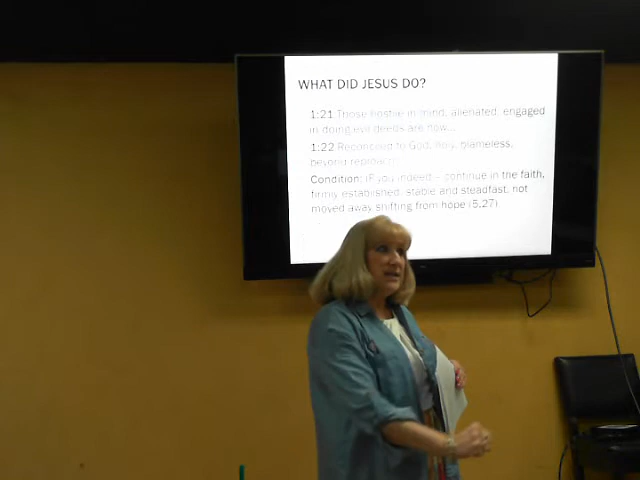 WHAT DID JESUS DO?
1:21 Those hostile in mind, alienated, engaged
in doing evil deeds are now...
1:22 Reconciled to God, holy, blameless,
beyond reproach
Condition: IF you indeed – continue in the faith,
firmly established, stable and steadfast, not
moved away shifting from hope (5.27)